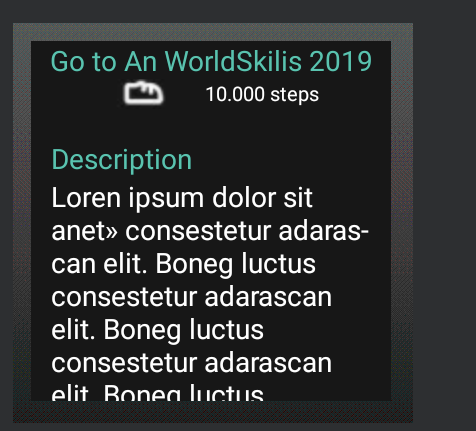 Go to An WorldSkilis 2019
10.000 steps
Description
Loren ipsum dolor sit
anet» consestetur adaras-
can elit. Boneg luctus
consestetur adarascan
elit. Boneg luctus
consestetur adarascan
elit. Boneg luctus